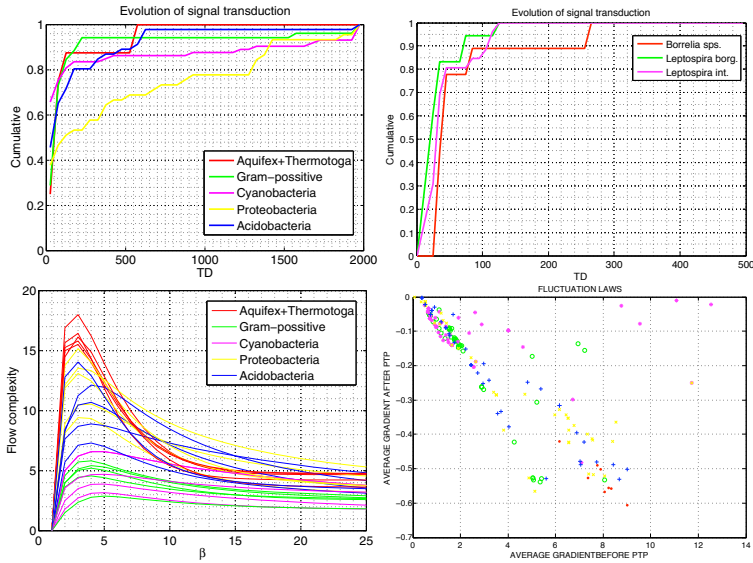 Evolution of signal transduction
1
0.8
0.6
0.4
0.2
0
Cumulative
Aquifex+Thermotoga
Gram-possitive
Cyanobacteria
Proteobacteria
Acidobacteria
0 500 1000 1500 2000
TD
Evolution of signal transduction
1
0.9
0.8
0.7
0.6
0.5
0.4
0.3
0.2
0.1
0
Cumulative
Borrelia sps.
Leptospira borg.
Leptospira int.
0 100 200 300 400 500
TD
20
15
10
5
0
Flow complexity
Aquifex+Thermotoga
Gram-possitive
Cyanobacteria
Proteobacteria
Acidobacteria
0 5 10 15 20 25
β
FLUCTUATION LAWS
0
-0.1
-0.2
-0.3
-0.4
-0.5
-0.6
-0.7
AVERAGE GRADIENT AFTER PTP
0 2 4 6 8 10 12 14
AVERAGE GRADIENTBEFORE PTP